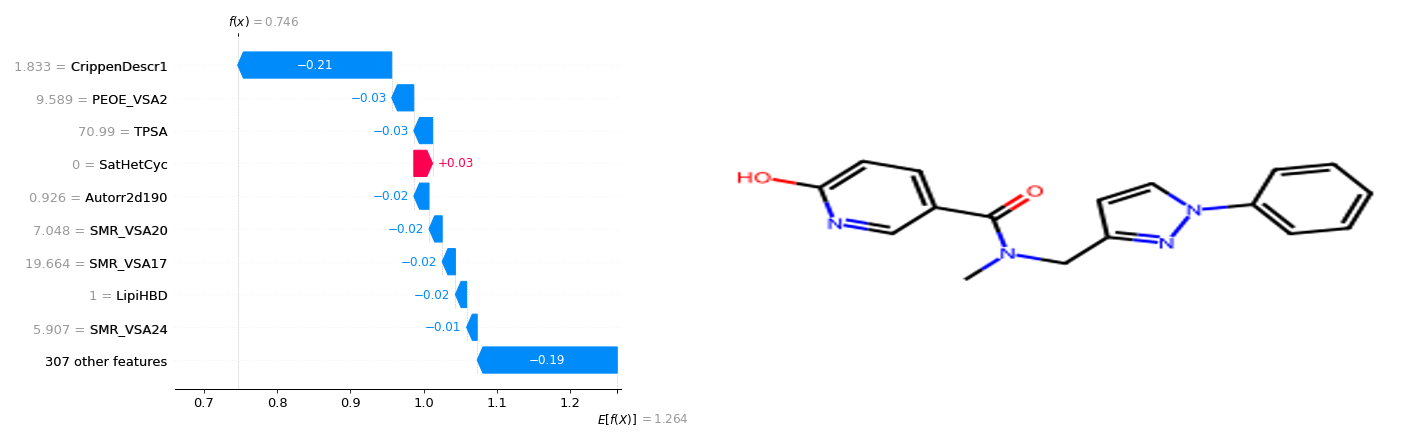 f(x) = 0.746
1.833 = CrippenDescr1
−0.21
9.589 = PEOE_VSA2
−0.03
70.99 = TPSA
−0.03
0 = SatHetCyc
+0.03
0.926 = Autorr2d190
−0.02
7.048 = SMR_VSA20
−0.02
19.664 = SMR_VSA17
−0.02
1 = LipiHBD
−0.02
5.907 = SMR_VSA24
−0.01
307 other features
−0.19
0.7 0.8 0.9 1.0 1.1 1.2
E[f(X)] = 1.264
HO
N
O
N
N
N